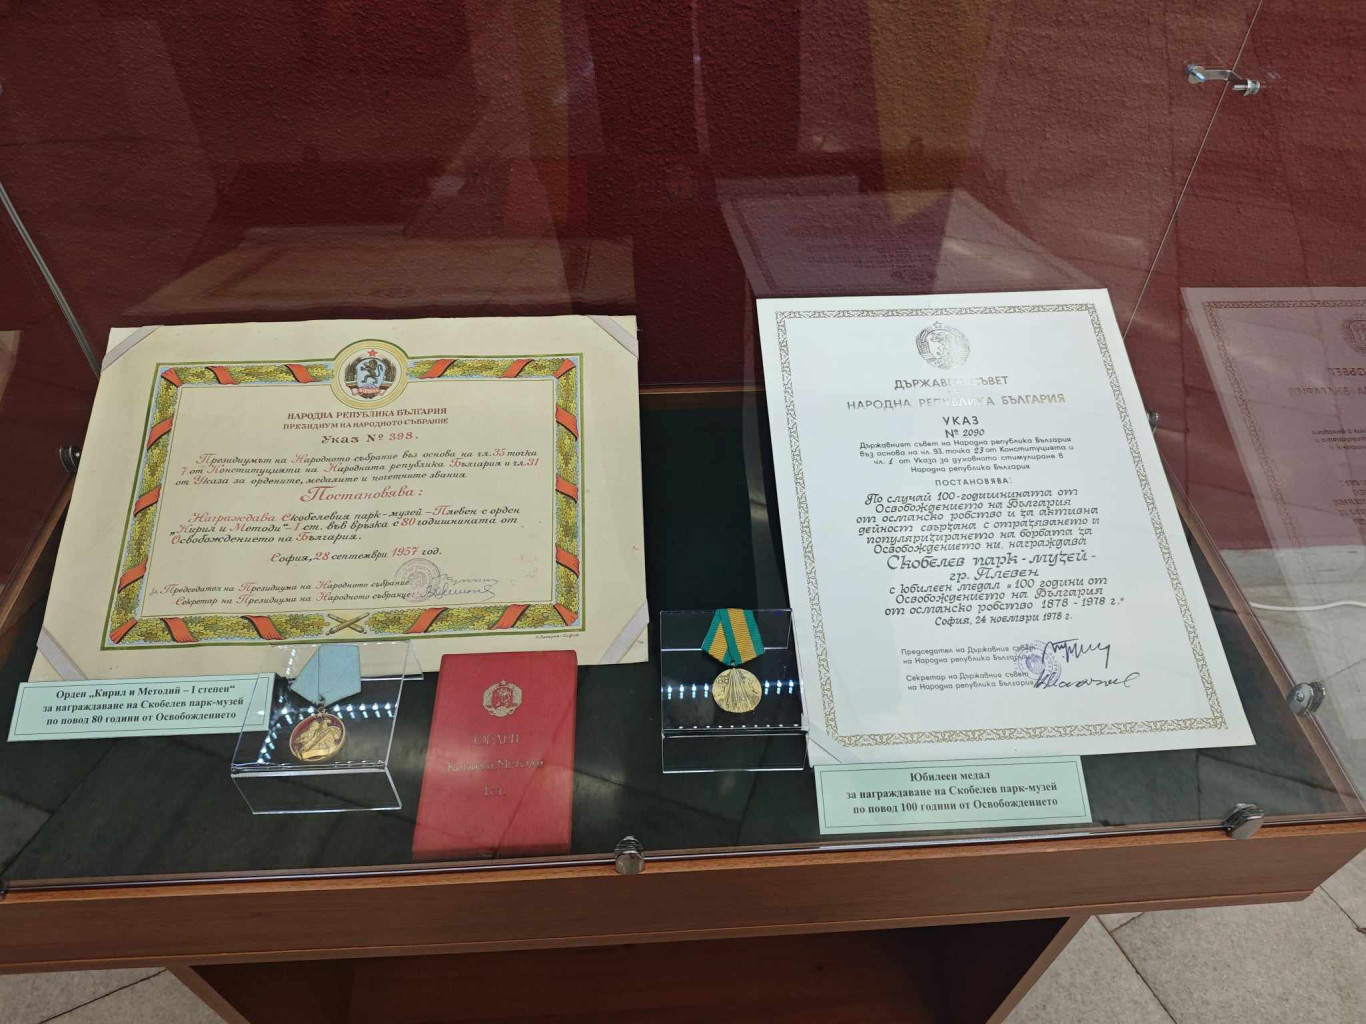 НАРОДНА РЕПУБЛИКА БЪЛГАРИЯ
ПРЕЗИДИУМ НА НАРОДНОТО СЪБРАНИЕ
Указ № 398.
Президиумът на Народното събрание въз основа на чл. 35 точка
7 от Конституцията на Народната република България и чл. 31
от Указа за ордените, медалите и почетните звания
Постановява:
Награждава Скобелевия парк-музей-Плевен с орден
"Кирил и Методи"-I ст. във връзка с 80 годишнината от
Освобождението на България.
София, 28 септември 1957 год.
Председател на Президиума на Народното събрание:
Секретар на Президиума на Народното събрание:
Орден „Кирил и Методий – I степен“
за награждаване на Скобелев парк-музей
по повод 80 години от Освобождението
ОРДЕН
Кирил и Методи
I ст.
ДЪРЖАВЕН СЪВЕТ
НАРОДНА РЕПУБЛИКА БЪЛГАРИЯ
УКАЗ
№ 2090
Държавният съвет на Народна република България
въз основа на чл. 93, точка 23 от Конституцията и
чл. 1 от Указа за духовното стимулиране в
Народна република България
ПОСТАНОВЯВА:
По случай 100-годишнината от
Освобождението на България
от османско робство и за активна
дейност свързана с отразяването и
популяризирането на борбата за
Освобождението ни, награждава
Скобелев парк-музей-
гр. Плевен
с юбилеен медал „100 години от
Освобождението на България
от османско робство 1878-1978 г."
София, 24 ноември 1978 г.
Председател на Държавния съвет
на Народна република България
Секретар на Държавния съвет
на Народна република България
Юбилеен медал
за награждаване на Скобелев парк-музей
по повод 100 години от Освобождението